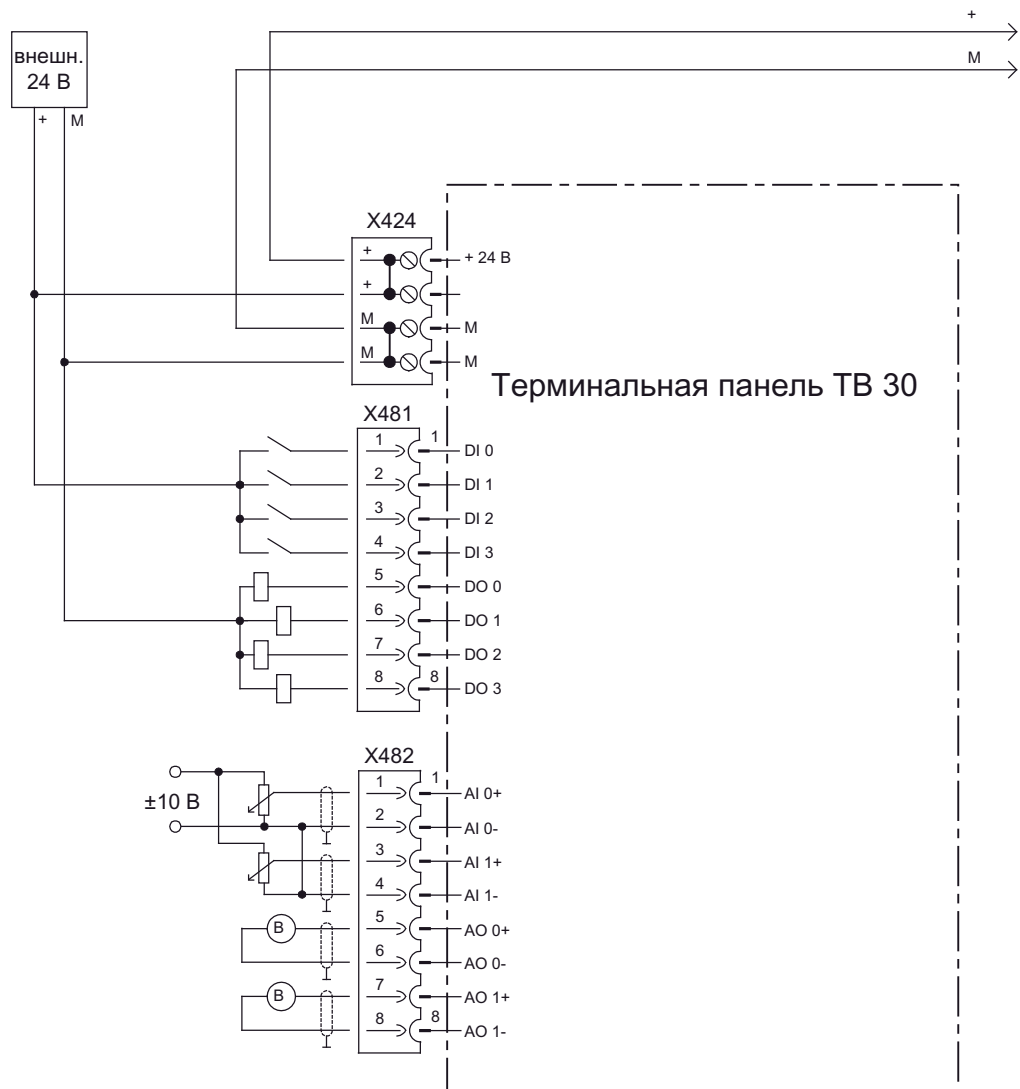 +
M
внешн.
24 В
+ M
X424
+ + 24 В
+
M M
M M
Терминальная панель TB 30
X481
1 1 DI 0
2 DI 1
3 DI 2
4 DI 3
5 DO 0
6 DO 1
7 DO 2
8 8 DO 3
X482
1 1 AI 0+
±10 В
2 AI 0-
3 AI 1+
4 AI 1-
В 5 AO 0+
6 AO 0-
В 7 AO 1+
8 8 AO 1-